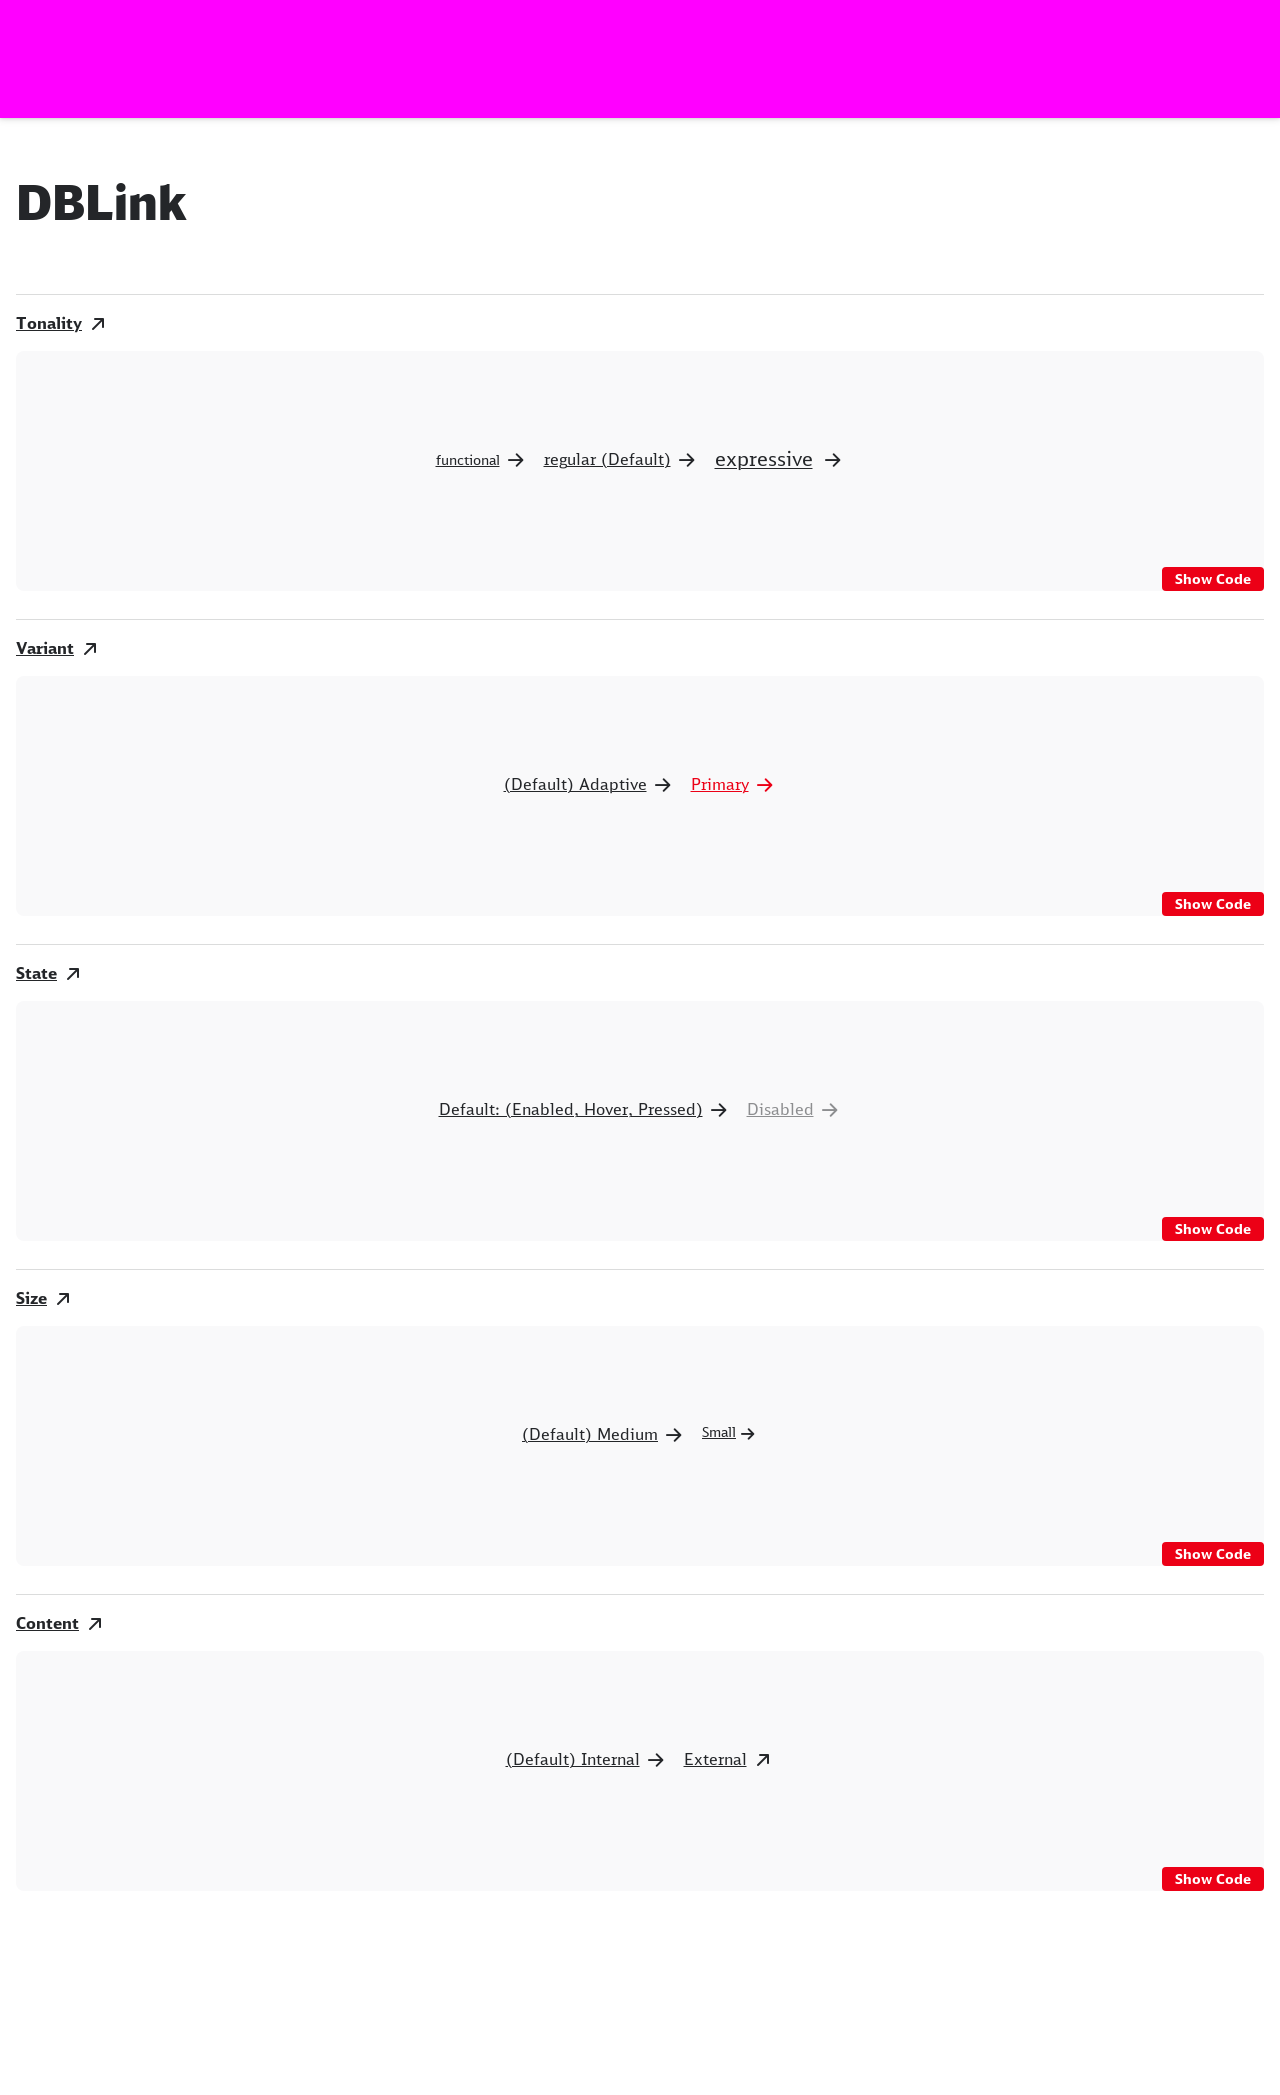 DBLink
Tonality
functional regular (Default) expressive
Show Code
Variant
(Default) Adaptive Primary
Show Code
State
Default: (Enabled, Hover, Pressed) Disabled
Show Code
Size
(Default) Medium Small
Show Code
Content
(Default) Internal External
Show Code